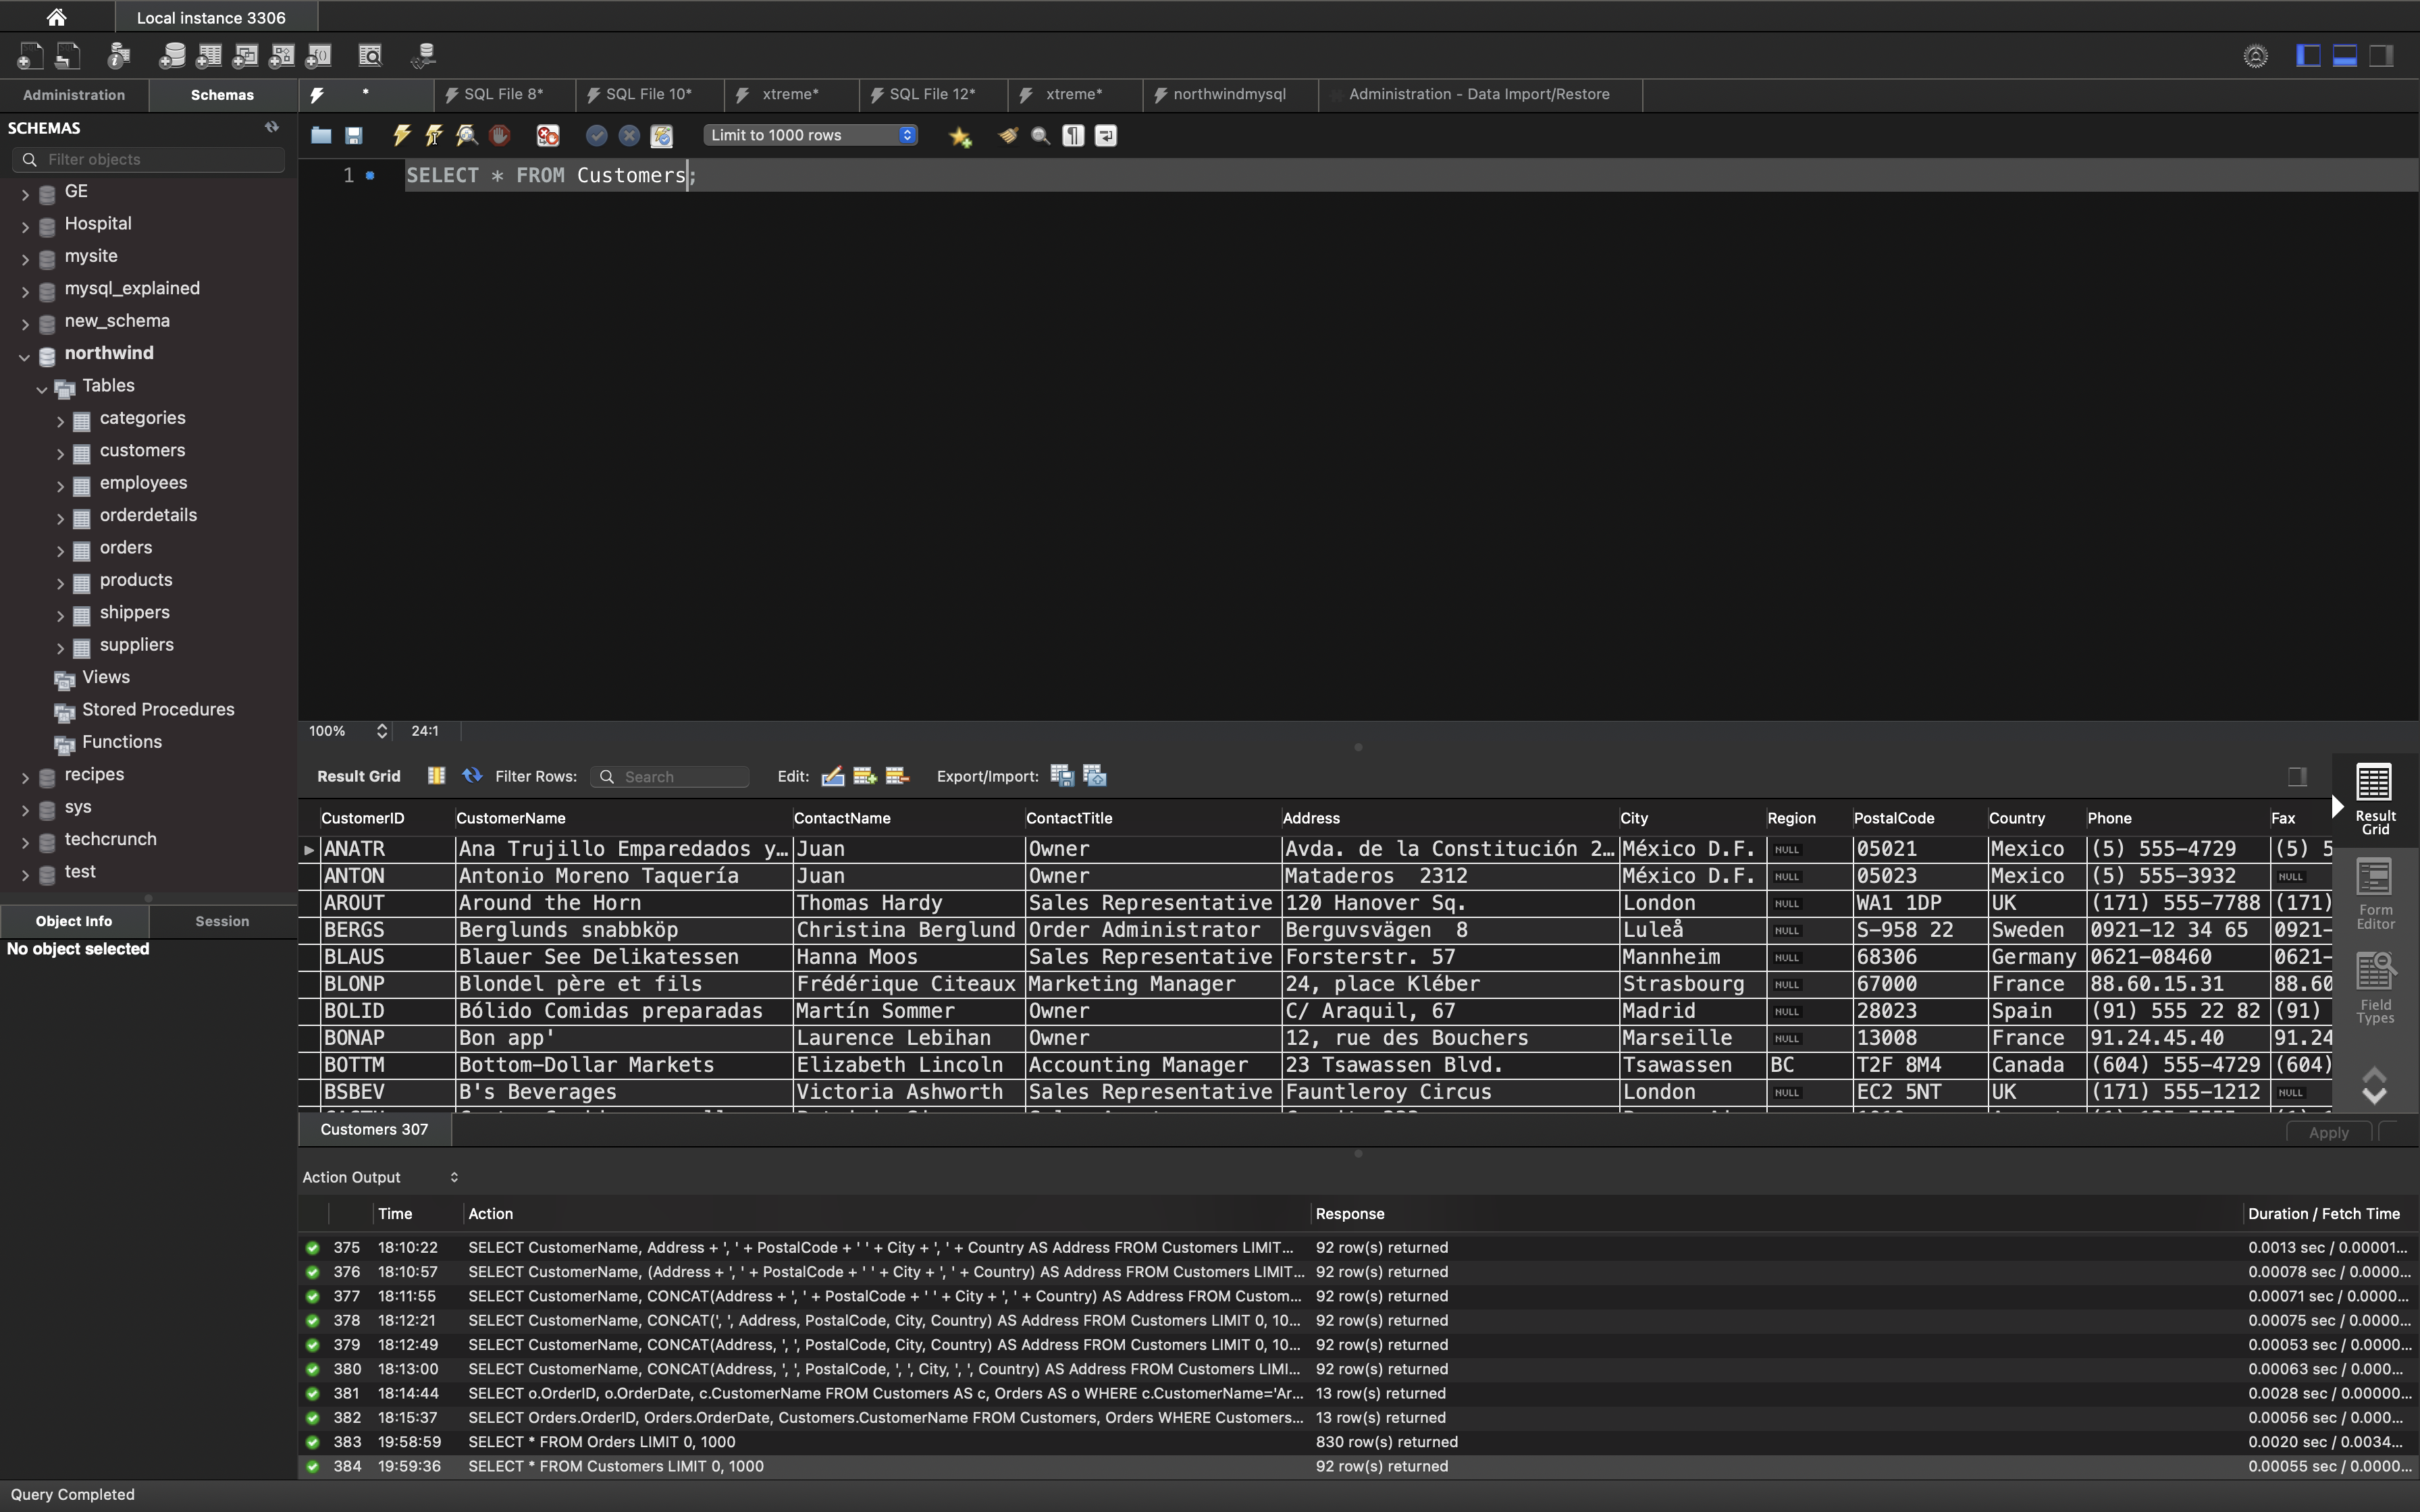 Local instance 3306
Administration Schemas
* SQL File 8* SQL File 10* xtreme* SQL File 12* xtreme* northwindmysql Administration - Data Import/Restore
SCHEMAS
Filter objects
GE
Hospital
mysite
mysql_explained
new_schema
northwind
Tables
categories
customers
employees
orderdetails
orders
products
shippers
suppliers
Views
Stored Procedures
Functions
recipes
sys
techcrunch
test
Object Info Session
No object selected
Limit to 1000 rows
1 SELECT * FROM Customers;
100% 24:1
Result Grid Filter Rows: Search Edit: Export/Import:
CustomerID CustomerName ContactName ContactTitle Address City Region PostalCode Country Phone Fax
ANATR Ana Trujillo Emparedados y... Juan Owner Avda. de la Constitución 2... México D.F. NULL 05021 Mexico (5) 555-4729 (5) 5
ANTON Antonio Moreno Taquería Juan Owner Mataderos  2312 México D.F. NULL 05023 Mexico (5) 555-3932 NULL
AROUT Around the Horn Thomas Hardy Sales Representative 120 Hanover Sq. London NULL WA1 1DP UK (171) 555-7788 (171)
BERGS Berglunds snabbköp Christina Berglund Order Administrator Berguvsvägen  8 Luleå NULL S-958 22 Sweden 0921-12 34 65 0921-
BLAUS Blauer See Delikatessen Hanna Moos Sales Representative Forsterstr. 57 Mannheim NULL 68306 Germany 0621-08460 0621-
BLONP Blondel père et fils Frédérique Citeaux Marketing Manager 24, place Kléber Strasbourg NULL 67000 France 88.60.15.31 88.60
BOLID Bólido Comidas preparadas Martín Sommer Owner C/ Araquil, 67 Madrid NULL 28023 Spain (91) 555 22 82 (91)
BONAP Bon app' Laurence Lebihan Owner 12, rue des Bouchers Marseille NULL 13008 France 91.24.45.40 91.24
BOTTM Bottom-Dollar Markets Elizabeth Lincoln Accounting Manager 23 Tsawassen Blvd. Tsawassen BC T2F 8M4 Canada (604) 555-4729 (604)
BSBEV B's Beverages Victoria Ashworth Sales Representative Fauntleroy Circus London NULL EC2 5NT UK (171) 555-1212 NULL
Result
Grid
Form
Editor
Field
Types
Customers 307 Apply
Action Output
Time Action Response Duration / Fetch Time
375 18:10:22 SELECT CustomerName, Address + ', ' + PostalCode + ' ' + City + ', ' + Country AS Address FROM Customers LIMIT... 92 row(s) returned 0.0013 sec / 0.00001...
376 18:10:57 SELECT CustomerName, (Address + ', ' + PostalCode + ' ' + City + ', ' + Country) AS Address FROM Customers LIMIT... 92 row(s) returned 0.00078 sec / 0.0000...
377 18:11:55 SELECT CustomerName, CONCAT(Address + ', ' + PostalCode + ' ' + City + ', ' + Country) AS Address FROM Custom... 92 row(s) returned 0.00071 sec / 0.0000...
378 18:12:21 SELECT CustomerName, CONCAT(', ', Address, PostalCode, City, Country) AS Address FROM Customers LIMIT 0, 10... 92 row(s) returned 0.00075 sec / 0.0000...
379 18:12:49 SELECT CustomerName, CONCAT(Address, ', ', PostalCode, City, Country) AS Address FROM Customers LIMIT 0, 10... 92 row(s) returned 0.00053 sec / 0.0000...
380 18:13:00 SELECT CustomerName, CONCAT(Address, ', ', PostalCode, ', ', City, ', ', Country) AS Address FROM Customers LIMI... 92 row(s) returned 0.00063 sec / 0.000...
381 18:14:44 SELECT o.OrderID, o.OrderDate, c.CustomerName FROM Customers AS c, Orders AS o WHERE c.CustomerName='Ar... 13 row(s) returned 0.0028 sec / 0.00000...
382 18:15:37 SELECT Orders.OrderID, Orders.OrderDate, Customers.CustomerName FROM Customers, Orders WHERE Customers... 13 row(s) returned 0.00056 sec / 0.000...
383 19:58:59 SELECT * FROM Orders LIMIT 0, 1000 830 row(s) returned 0.0020 sec / 0.0034...
384 19:59:36 SELECT * FROM Customers LIMIT 0, 1000 92 row(s) returned 0.00055 sec / 0.0000...
Query Completed